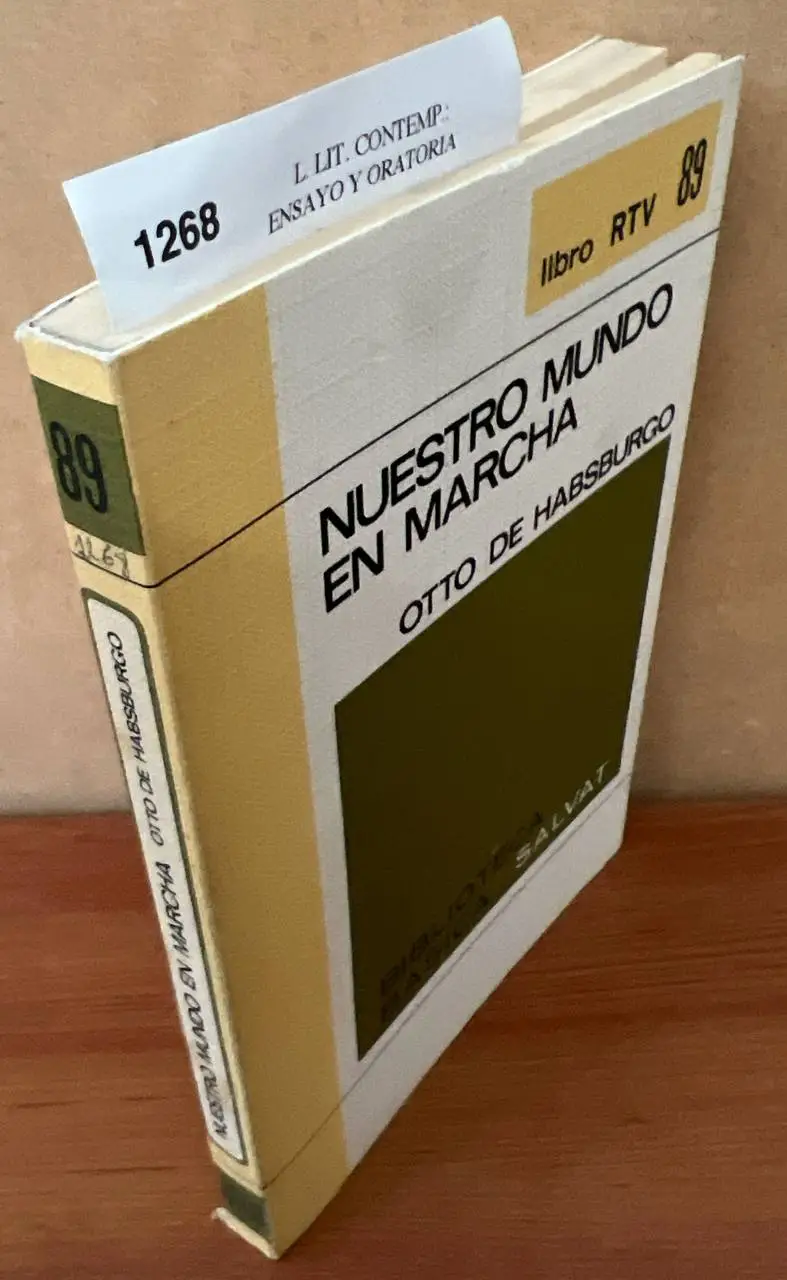 L. LIT. CONTEMP.:
1268 ENSAYO Y ORATORIA
libro RTV 89
NUESTRO MUNDO
EN MARCHA
OTTO DE HABSBURGO
BIBLIOTECA
BASICA SALVAT
89
1268
NUESTRO MUNDO EN MARCHA OTTO DE HABSBURGO